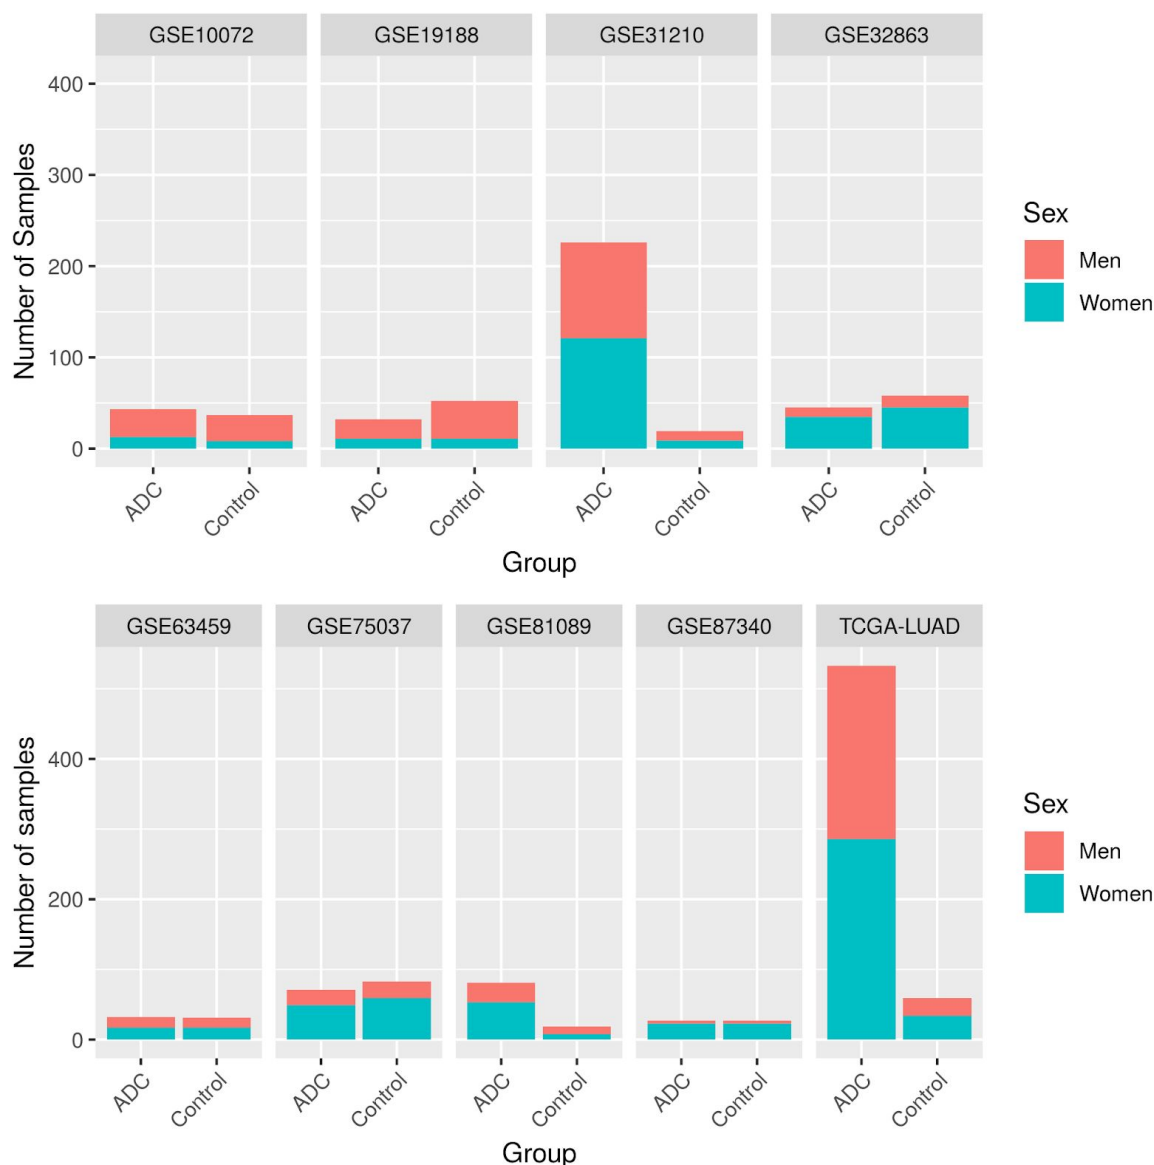 GSE10072 GSE19188 GSE31210 GSE32863
400
300
200
100
0
Number of Samples
ADC Control ADC Control ADC Control ADC Control
Group
Sex
Men
Women
GSE63459 GSE75037 GSE81089 GSE87340 TCGA-LUAD
400
200
0
Number of samples
ADC Control ADC Control ADC Control ADC Control ADC Control
Group
Sex
Men
Women